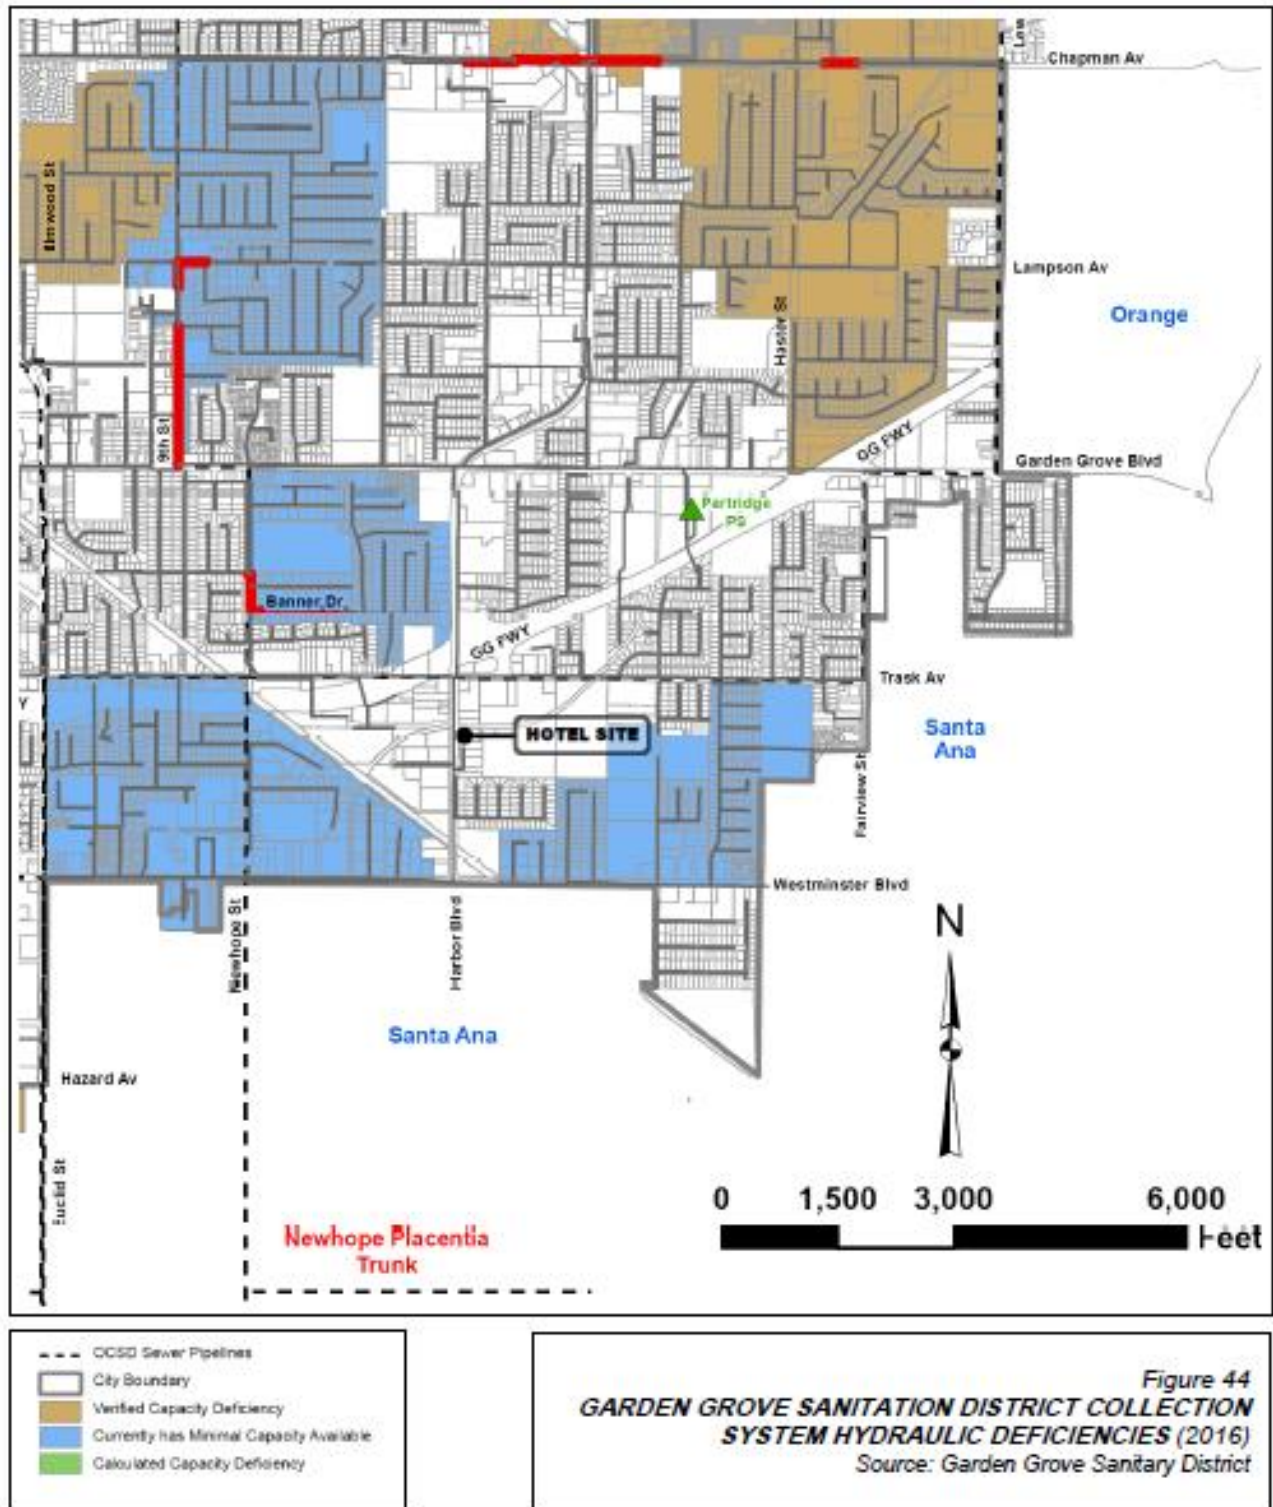 Chapman Av
Elmwood St
Lampson Av
Orange
Haster St
9th St
GG FWY
Garden Grove Blvd
Partridge
PS
Banner Dr
GG FWY
Trask Av
HOTEL SITE
Santa
Ana
Fairview St
Westminster Blvd
Newhope St
Harbor Blvd
N
Santa Ana
Hazard Av
Euclid St
0 1,500 3,000 6,000
Feet
Newhope Placentia
Trunk
OCSD Sewer Pipelines
City Boundary
Verified Capacity Deficiency
Currently has Minimal Capacity Available
Calculated Capacity Deficiency
Figure 44
GARDEN GROVE SANITATION DISTRICT COLLECTION
SYSTEM HYDRAULIC DEFICIENCIES (2016)
Source: Garden Grove Sanitary District